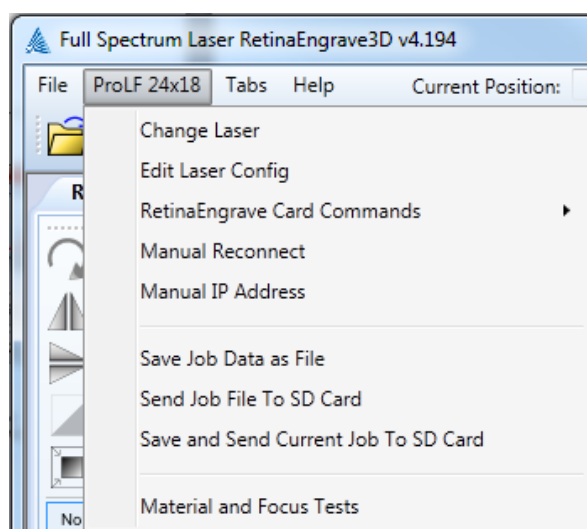 Full Spectrum Laser RetinaEngrave3D v4.194
File ProLF 24x18 Tabs Help Current Position:
Change Laser
R
Edit Laser Config
RetinaEngrave Card Commands
Manual Reconnect
Manual IP Address
Save Job Data as File
Send Job File To SD Card
Save and Send Current Job To SD Card
Material and Focus Tests
No